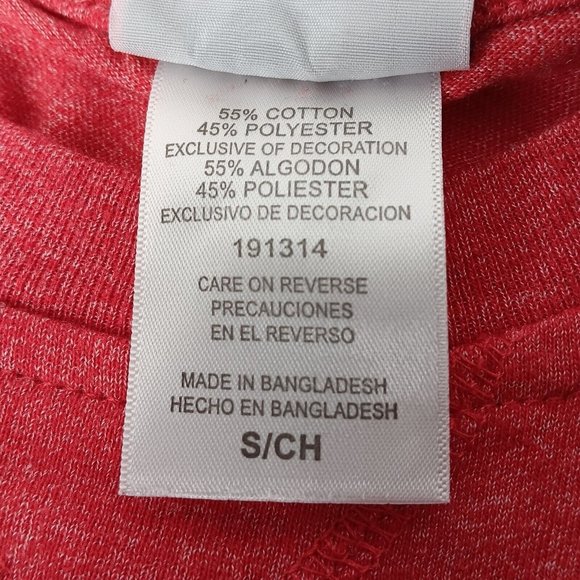 55% COTTON
45% POLYESTER
EXCLUSIVE OF DECORATION
55% ALGODON
45% POLIESTER
EXCLUSIVO DE DECORACION
191314
CARE ON REVERSE
PRECAUCIONES
EN EL REVERSO
MADE IN BANGLADESH
HECHO EN BANGLADESH
S/CH